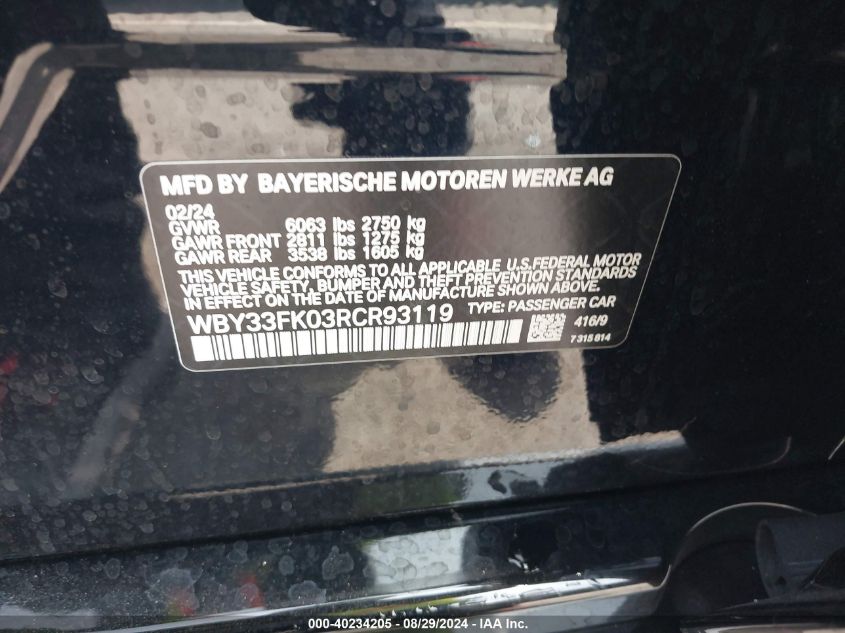 MFD BY BAYERISCHE MOTOREN WERKE AG
02/24
GVWR 6063 lbs 2750 kg
GAWR FRONT 2811 lbs 1275 kg
GAWR REAR 3538 lbs 1605 kg
THIS VEHICLE CONFORMS TO ALL APPLICABLE U.S.FEDERAL MOTOR
VEHICLE SAFETY, BUMPER AND THEFT PREVENTION STANDARDS
IN EFFECT ON THE DATE OF MANUFACTURE SHOWN ABOVE.
WBY33FK03RCR93119 TYPE: PASSENGER CAR
416/9
7 315 814
000-40234205 - 08/29/2024 - IAA Inc.